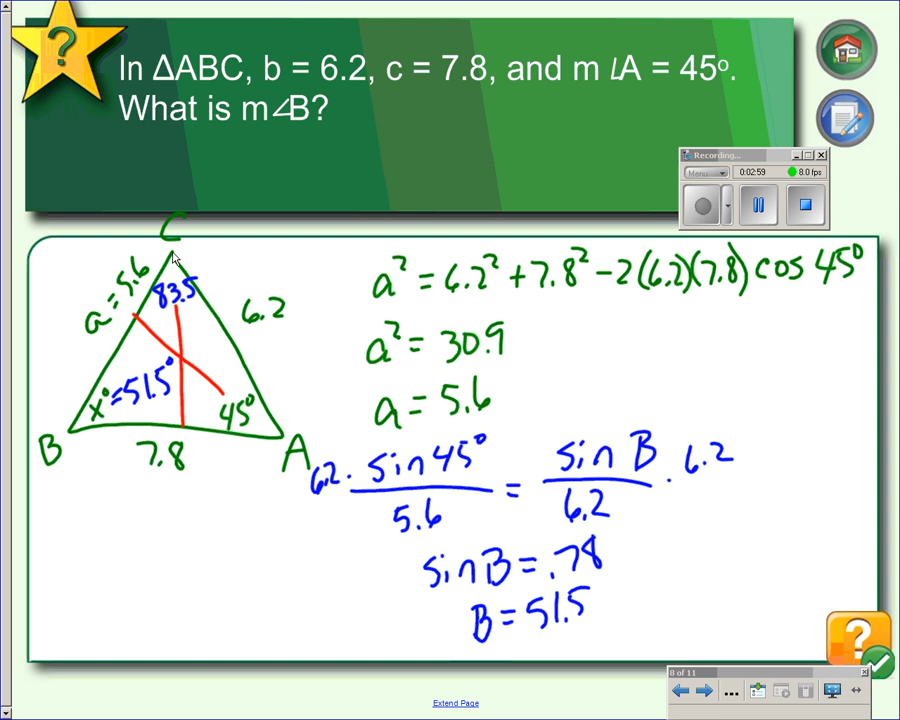 In ΔABC, b = 6.2, c = 7.8, and m ∠A = 45°.
What is m∠B?
Recording...
Menu
0:02:59
8.0 fps
C
a = 5.6
83.5
6.2
x° = 51.5°
45°
B
7.8
A
a² = 6.2² + 7.8² − 2(6.2)(7.8) cos 45°
a² = 30.9
a = 5.6
6.2 · sin 45° / 5.6 = sin B / 6.2 · 6.2
sin B = .78
B = 51.5
8 of 11
Extend Page